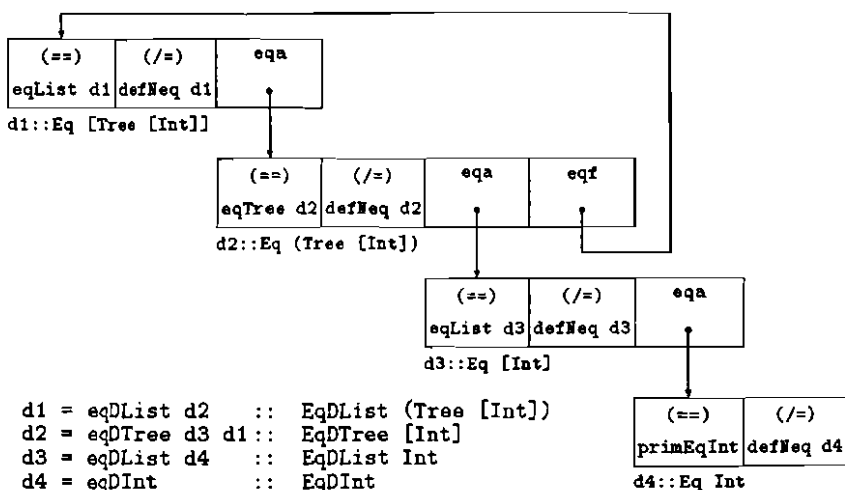 (==) (/=) eqa
eqList d1 defNeq d1
d1::Eq [Tree [Int]]
(==) (/=) eqa eqf
eqTree d2 defNeq d2
d2::Eq (Tree [Int])
(==) (/=) eqa
eqList d3 defNeq d3
d3::Eq [Int]
(==) (/=)
primEqInt defNeq d4
d4::Eq Int
d1 = eqDList d2 :: EqDList (Tree [Int])
d2 = eqDTree d3 d1 :: EqDTree [Int]
d3 = eqDList d4 :: EqDList Int
d4 = eqDInt :: EqDInt